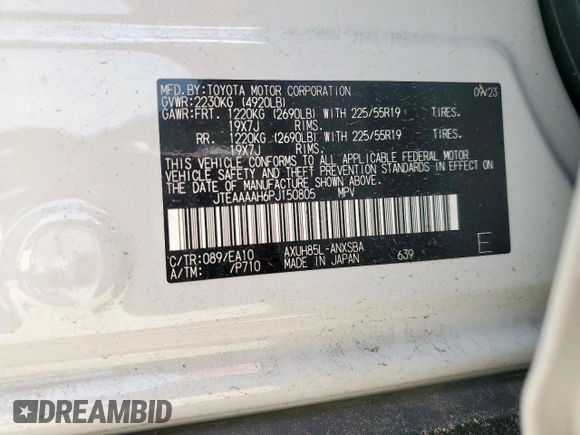 MFD.BY:TOYOTA MOTOR CORPORATION 09/23
GVWR:2230KG (4920LB)
GAWR:FRT. 1220KG (2690LB) WITH 225/55R19 TIRES.
19X7J RIMS.
RR. 1220KG (2690LB) WITH 225/55R19 TIRES.
19X7J RIMS.
THIS VEHICLE CONFORMS TO ALL APPLICABLE FEDERAL MOTOR
VEHICLE SAFETY AND THEFT PREVENTION STANDARDS IN EFFECT
ON THE DATE OF MANUFACTURE SHOWN ABOVE.
JTEAAAAH6PJ150805 MPV
C/TR:089/EA10 AXUH85L-ANXSBA E
A/TM: /P710 MADE IN JAPAN 639
DREAMBID